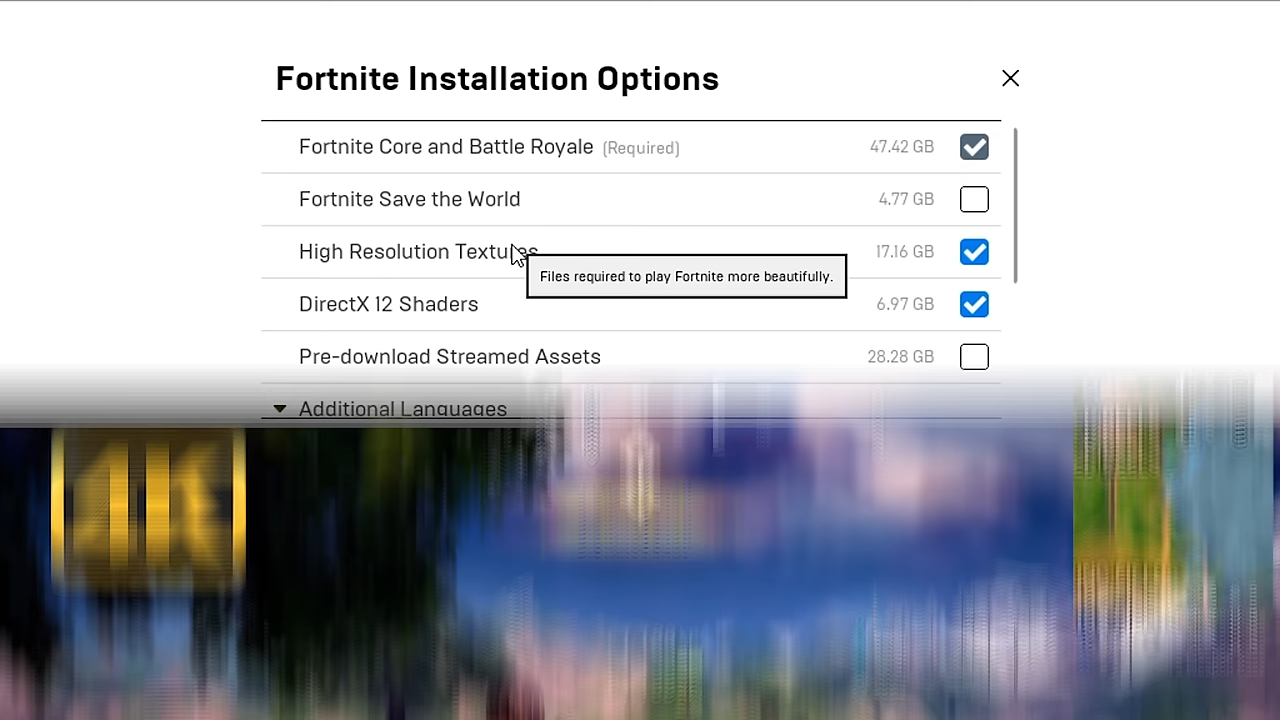 Fortnite Installation Options
Fortnite Core and Battle Royale (Required) 47.42 GB
Fortnite Save the World 4.77 GB
High Resolution Textures 17.16 GB
Files required to play Fortnite more beautifully.
DirectX 12 Shaders 6.97 GB
Pre-download Streamed Assets 28.28 GB
Additional Languages
4K